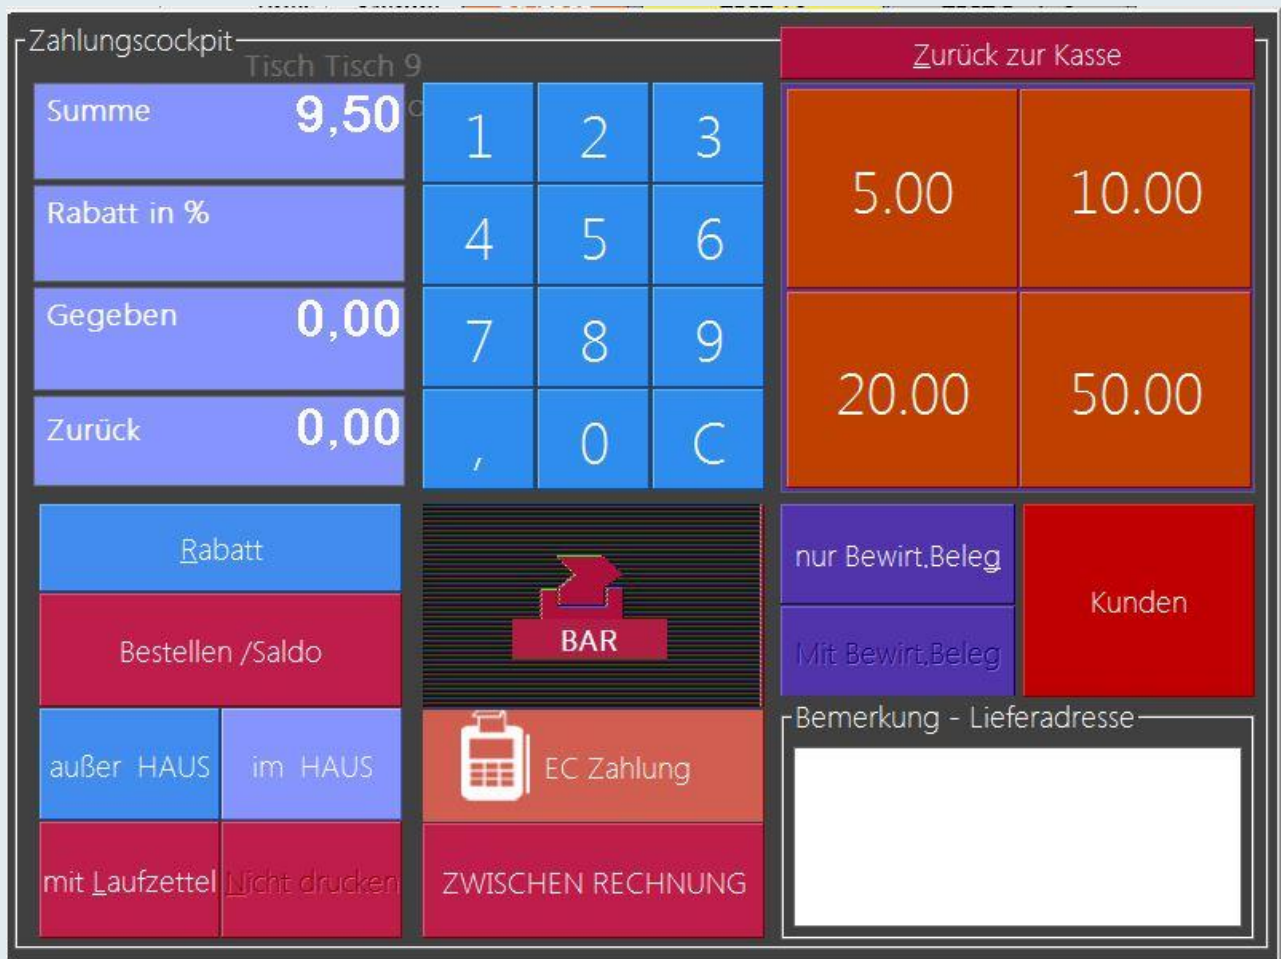 Zahlungscockpit
Tisch Tisch 9
Zurück zur Kasse
Summe 9,50
Rabatt in %
Gegeben 0,00
Zurück 0,00
1 2 3
4 5 6
7 8 9
, 0 C
5.00 10.00
20.00 50.00
Rabatt
Bestellen /Saldo
außer HAUS im HAUS
mit Laufzettel Nicht drucken
BAR
EC Zahlung
ZWISCHEN RECHNUNG
nur Bewirt.Beleg
Mit Bewirt.Beleg
Kunden
Bemerkung - Lieferadresse